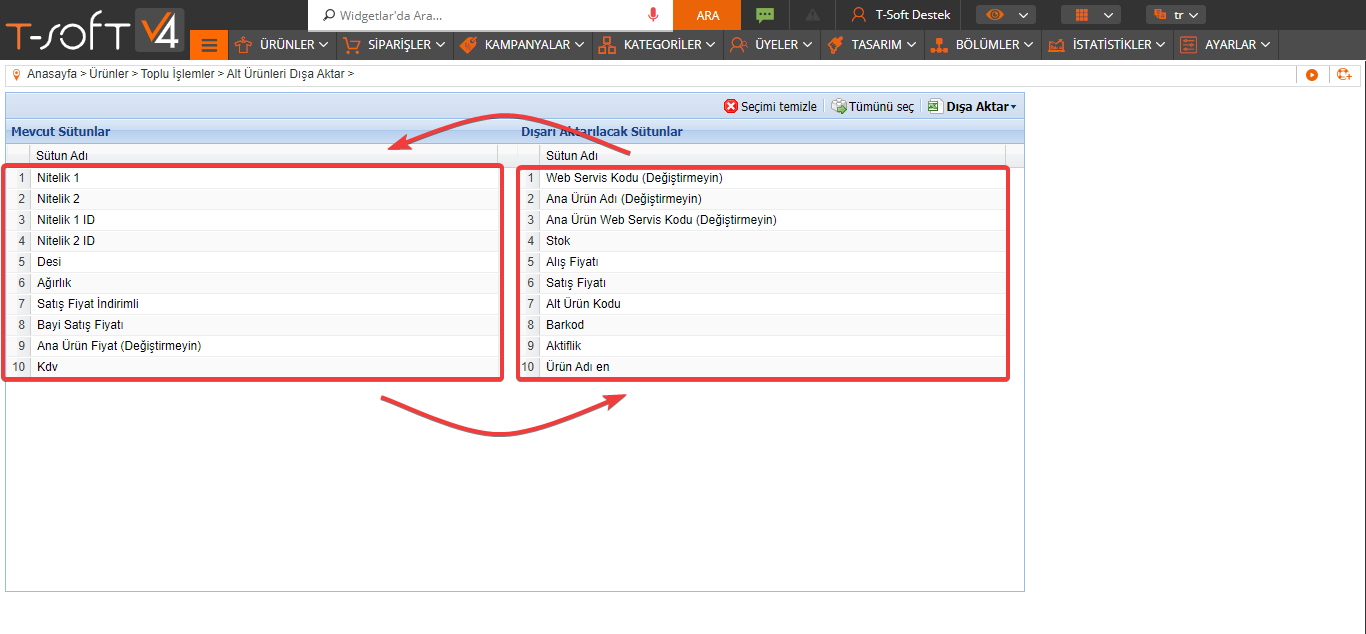 T-SOFT V4
Widgetlar'da Ara... ARA T-Soft Destek tr
ÜRÜNLER SİPARİŞLER KAMPANYALAR KATEGORİLER ÜYELER TASARIM BÖLÜMLER İSTATİSTİKLER AYARLAR
Anasayfa > Ürünler > Toplu İşlemler > Alt Ürünleri Dışa Aktar >
Seçimi temizle Tümünü seç Dışa Aktar
Mevcut Sütunlar
Sütun Adı
1 Nitelik 1
2 Nitelik 2
3 Nitelik 1 ID
4 Nitelik 2 ID
5 Desi
6 Ağırlık
7 Satış Fiyat İndirimli
8 Bayi Satış Fiyatı
9 Ana Ürün Fiyat (Değiştirmeyin)
10 Kdv
Dışarı Aktarılacak Sütunlar
Sütun Adı
1 Web Servis Kodu (Değiştirmeyin)
2 Ana Ürün Adı (Değiştirmeyin)
3 Ana Ürün Web Servis Kodu (Değiştirmeyin)
4 Stok
5 Alış Fiyatı
6 Satış Fiyatı
7 Alt Ürün Kodu
8 Barkod
9 Aktiflik
10 Ürün Adı en